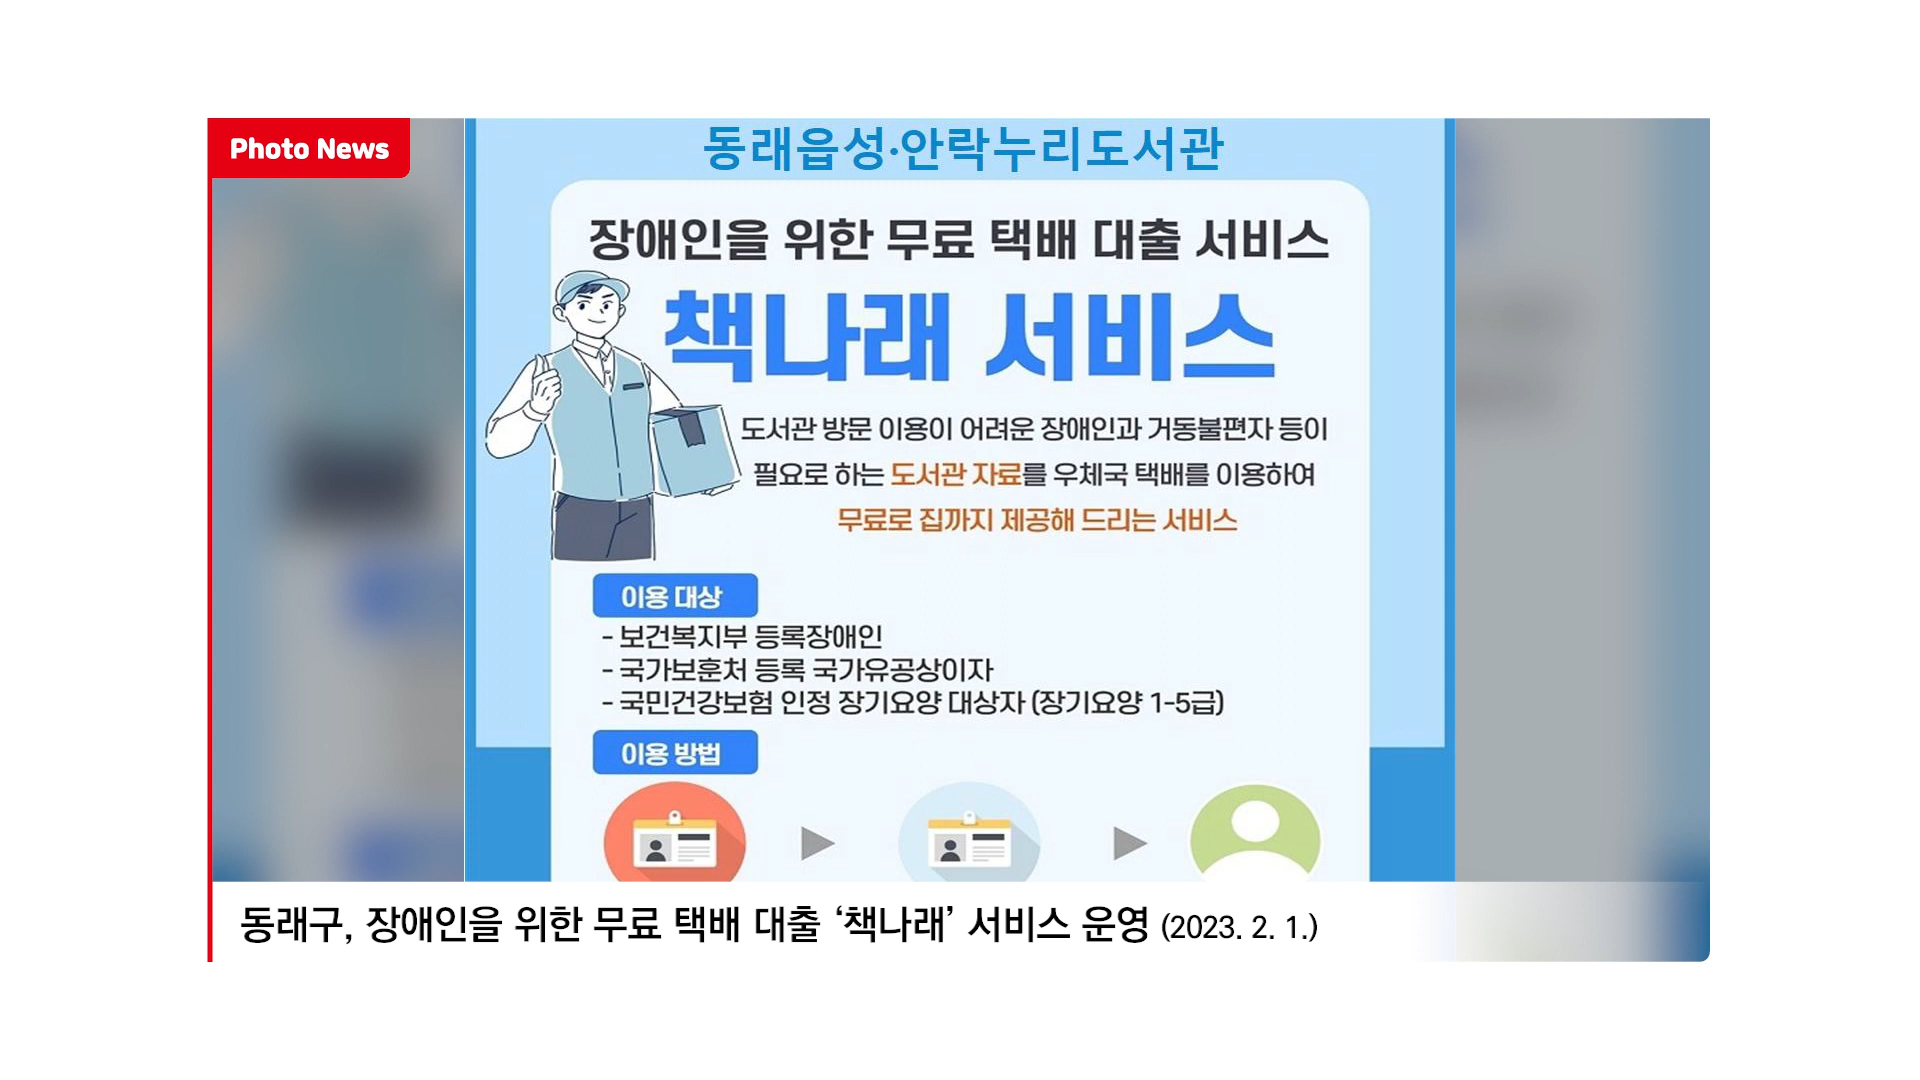 Photo News
동래읍성·안락누리도서관
장애인을 위한 무료 택배 대출 서비스
책나래 서비스
도서관 방문 이용이 어려운 장애인과 거동불편자 등이
필요로 하는 도서관 자료를 우체국 택배를 이용하여
무료로 집까지 제공해 드리는 서비스
이용 대상
- 보건복지부 등록장애인
- 국가보훈처 등록 국가유공상이자
- 국민건강보험 인정 장기요양 대상자 (장기요양 1-5급)
이용 방법
동래구, 장애인을 위한 무료 택배 대출 ‘책나래’ 서비스 운영 (2023. 2. 1.)